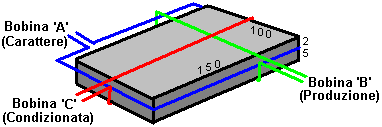 Bobina 'A'
(Carattere)
100
2
5
150
Bobina 'B'
(Produzione)
Bobina 'C'
(Condizionata)